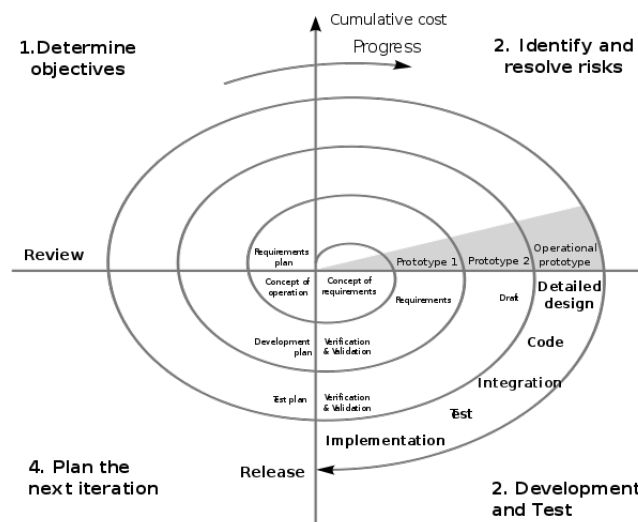 Cumulative cost
1.Determine
objectives
Progress
2. Identify and
resolve risks
Review
Requirements
plan
Prototype 1
Prototype 2
Operational
prototype
Concept of
operation
Concept of
requirements
Requirements
Draft
Detailed
design
Development
plan
Verification
& Validation
Code
Integration
Test plan
Verification
& Validation
Test
Implementation
4. Plan the
next iteration
Release
2. Development
and Test